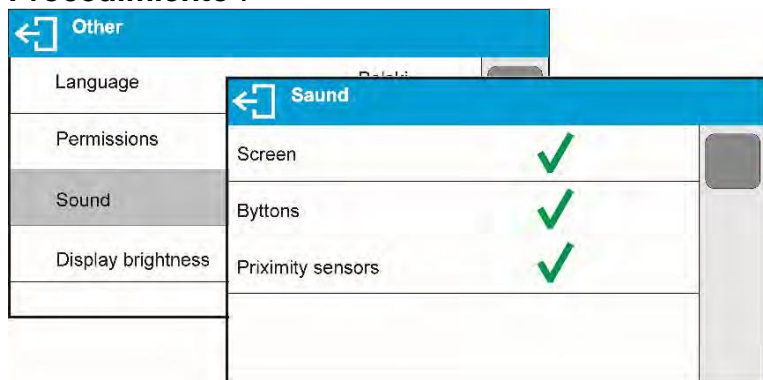 Other
Language
Permissions
Sound
Display brightness
Saund
Screen
Byttons
Priximity sensors